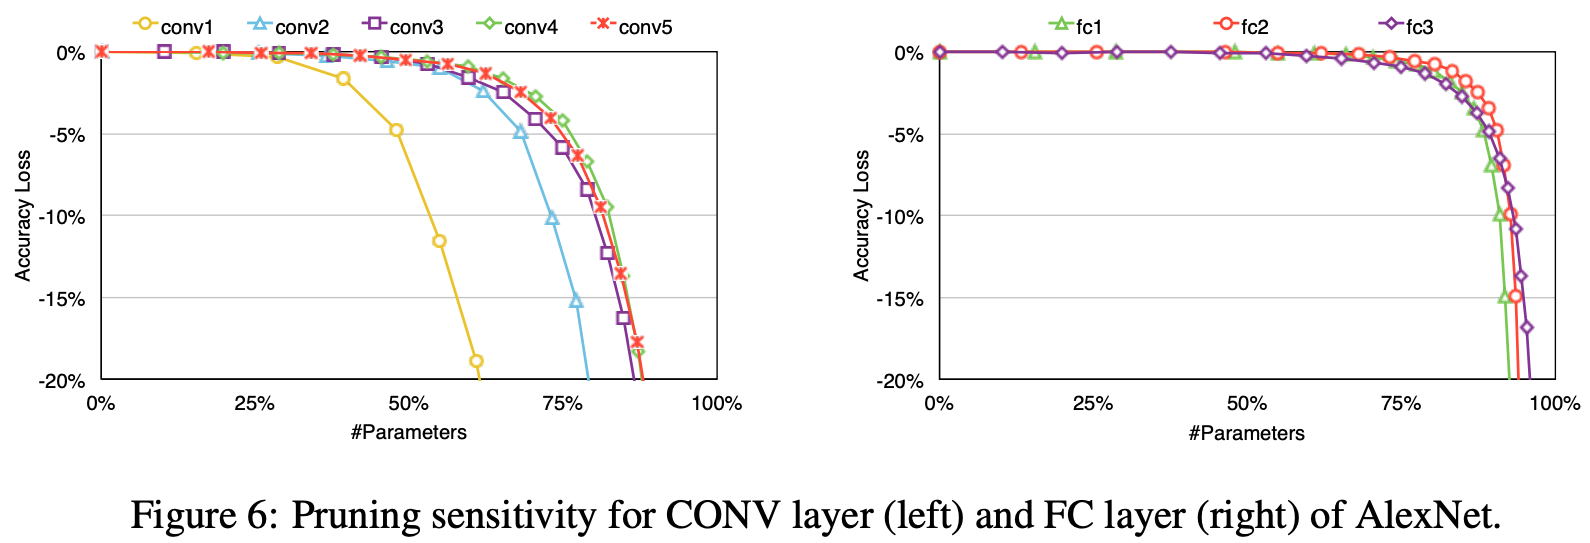 conv1 conv2 conv3 conv4 conv5
0%
-5%
-10%
-15%
-20%
Accuracy Loss
0% 25% 50% 75% 100%
#Parameters
fc1 fc2 fc3
0%
-5%
-10%
-15%
-20%
Accuracy Loss
0% 25% 50% 75% 100%
#Parameters
Figure 6: Pruning sensitivity for CONV layer (left) and FC layer (right) of AlexNet.